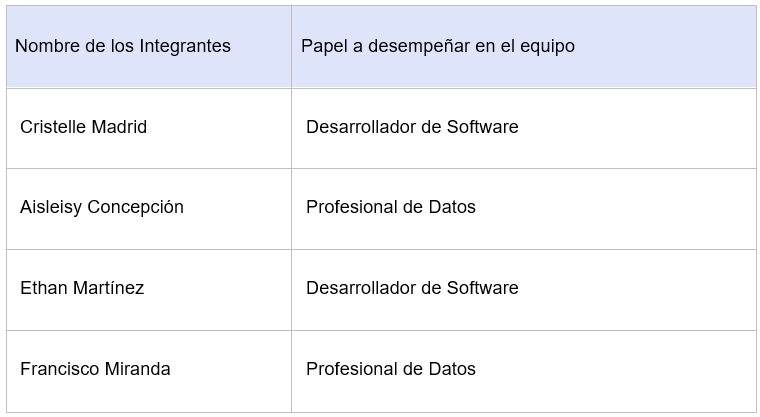 Nombre de los Integrantes Papel a desempeñar en el equipo
Cristelle Madrid Desarrollador de Software
Aisleisy Concepción Profesional de Datos
Ethan Martínez Desarrollador de Software
Francisco Miranda Profesional de Datos